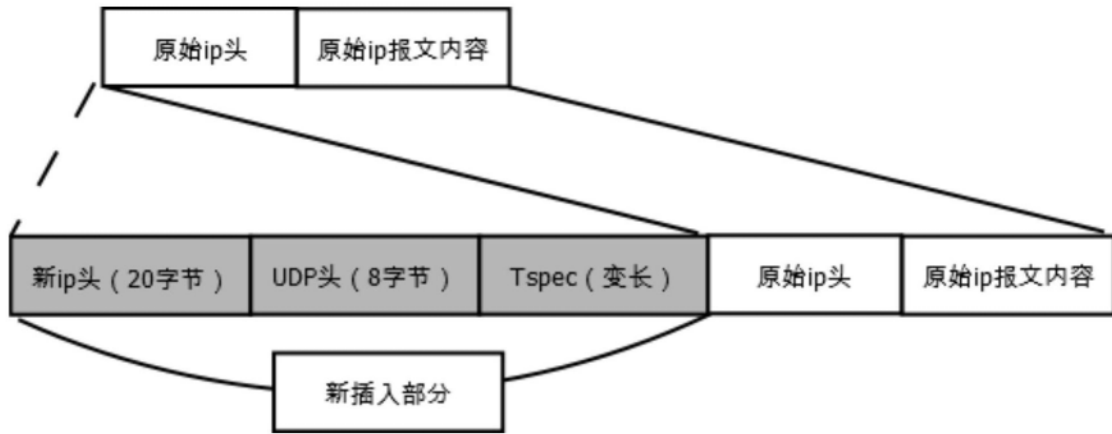 原始ip头
原始ip报文内容
新ip头（20字节）
UDP头（8字节）
Tspec（变长）
原始ip头
原始ip报文内容
新插入部分